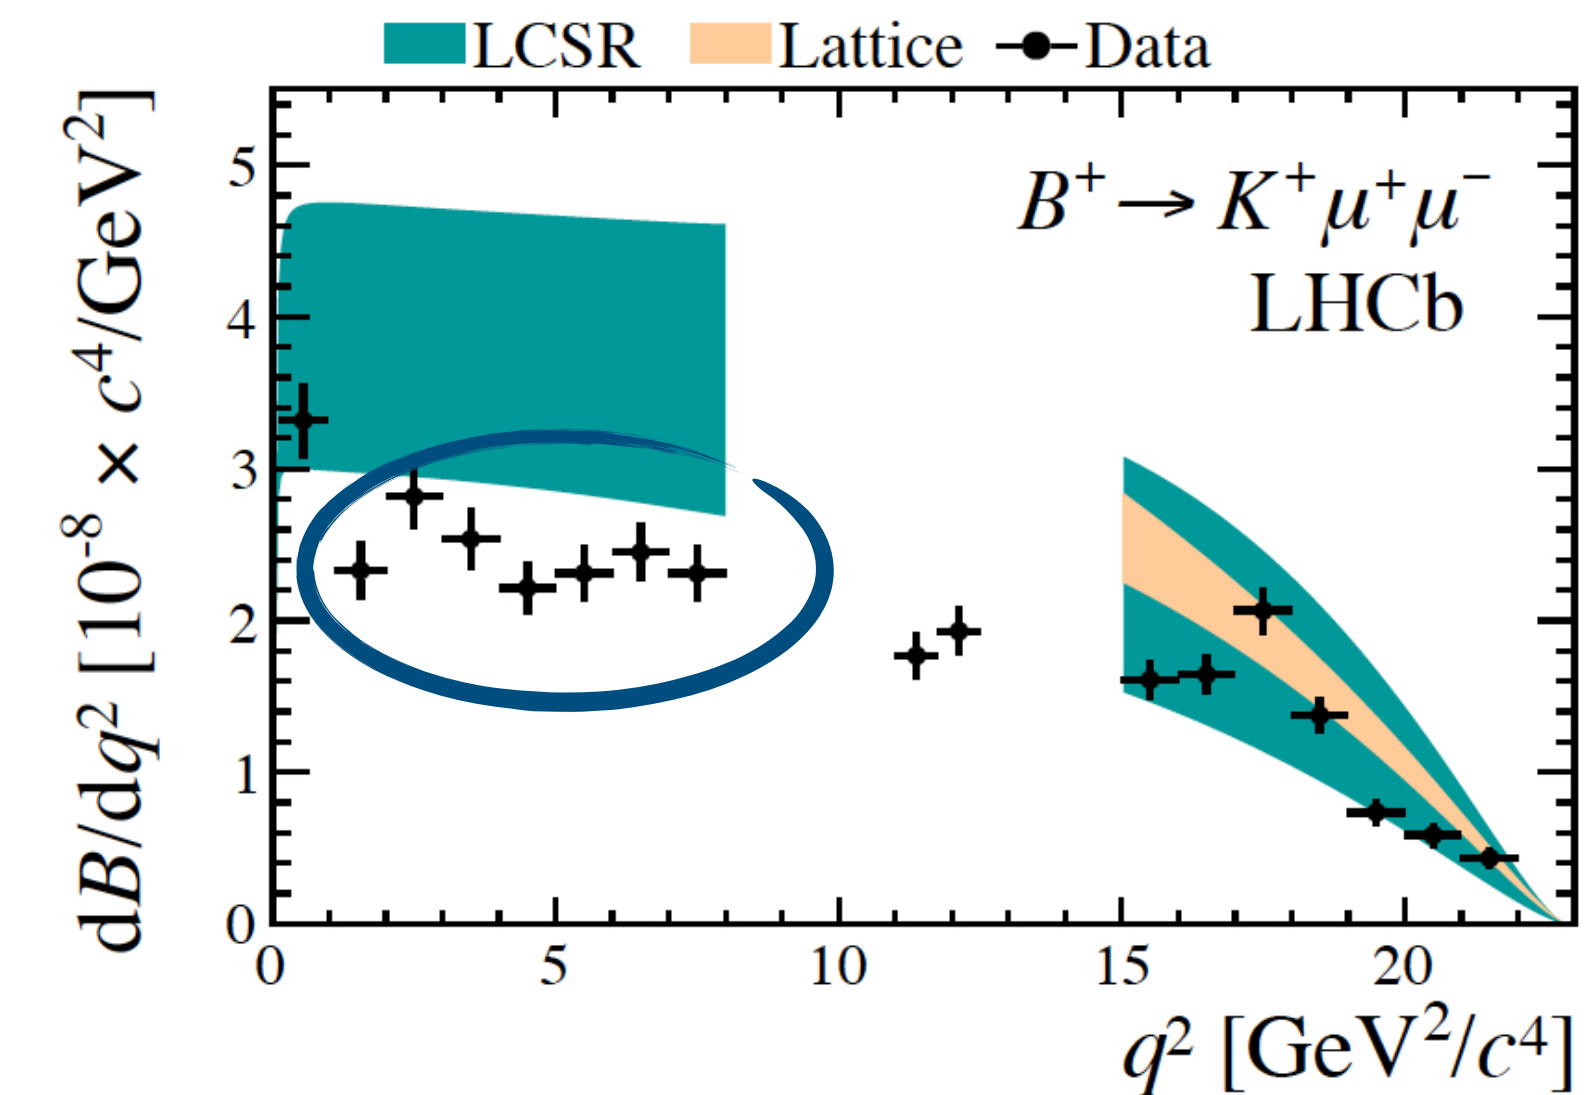 LCSR Lattice Data
dB/dq² [10⁻⁸ × c⁴/GeV²]
B⁺ → K⁺μ⁺μ⁻
LHCb
5
4
3
2
1
0
0 5 10 15 20
q² [GeV²/c⁴]